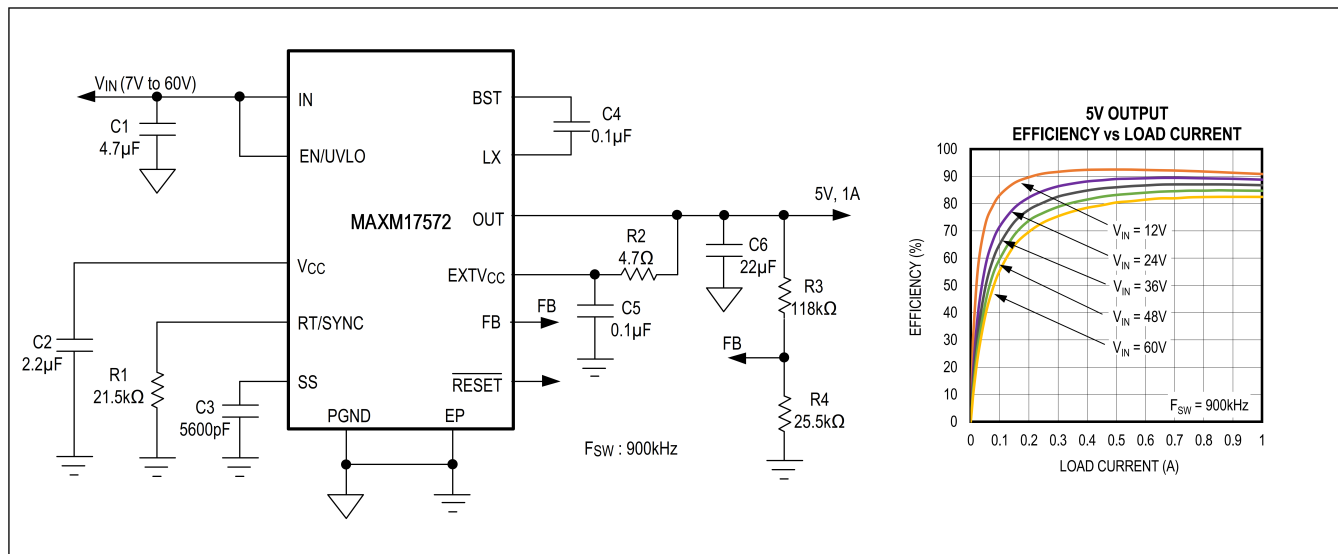 VIN (7V to 60V)
C1
4.7µF
IN
EN/UVLO
MAXM17572
VCC
RT/SYNC
SS
PGND
EP
BST
LX
OUT
EXTVCC
FB
RESET
C4
0.1µF
C2
2.2µF
R1
21.5kΩ
C3
5600pF
R2
4.7Ω
C5
0.1µF
FB
5V, 1A
C6
22µF
R3
118kΩ
FB
R4
25.5kΩ
FSW : 900kHz
5V OUTPUT
EFFICIENCY vs LOAD CURRENT
EFFICIENCY (%)
100
90
80
70
60
50
40
30
20
10
0
VIN = 12V
VIN = 24V
VIN = 36V
VIN = 48V
VIN = 60V
FSW = 900kHz
0 0.1 0.2 0.3 0.4 0.5 0.6 0.7 0.8 0.9 1
LOAD CURRENT (A)